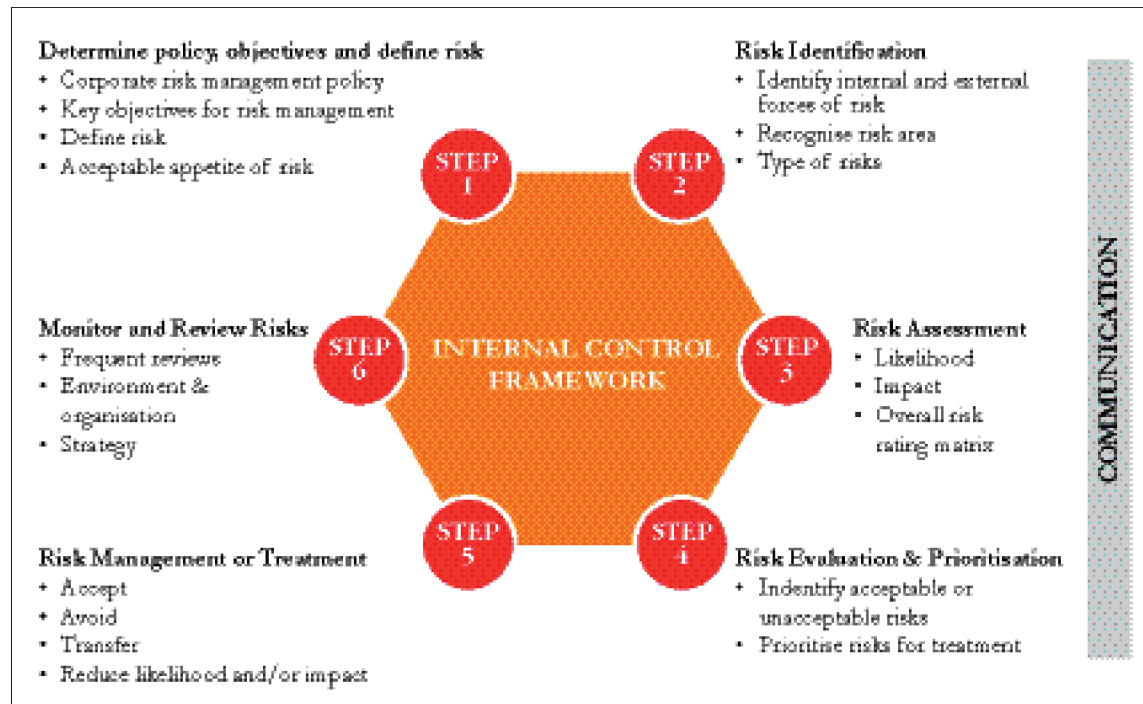 Determine policy, objectives and define risk
• Corporate risk management policy
• Key objectives for risk management
• Define risk
• Acceptable appetite of risk
STEP
1
Risk Identification
• Identify internal and external
forces of risk
• Recognise risk area
• Type of risks
STEP
2
Risk Assessment
• Likelihood
• Impact
• Overall risk
rating matrix
STEP
3
Risk Evaluation & Prioritisation
• Indentify acceptable or
unacceptable risks
• Prioritise risks for treatment
STEP
4
Risk Management or Treatment
• Accept
• Avoid
• Transfer
• Reduce likelihood and/or impact
STEP
5
Monitor and Review Risks
• Frequent reviews
• Environment &
organisation
• Strategy
STEP
6
INTERNAL CONTROL
FRAMEWORK
COMMUNICATION